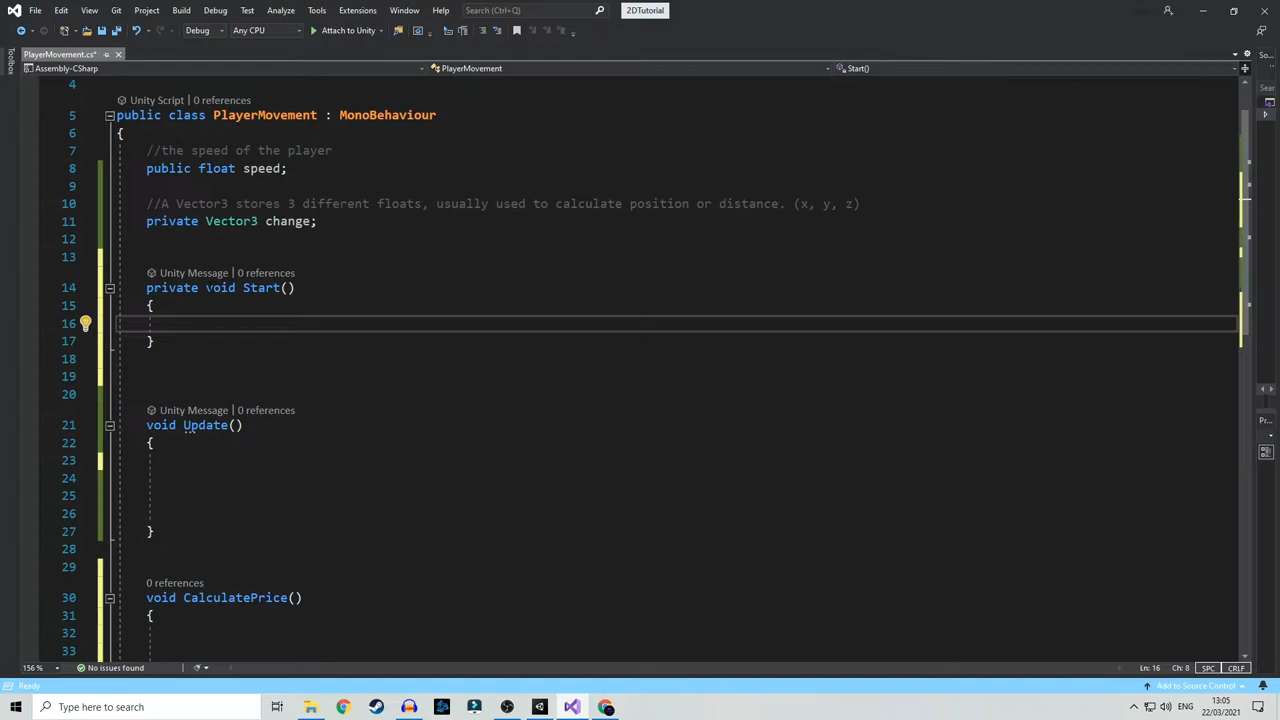 File Edit View Git Project Build Debug Test Analyze Tools Extensions Window Help Search (Ctrl+Q) 2DTutorial
Debug Any CPU Attach to Unity
PlayerMovement.cs*
Assembly-CSharp PlayerMovement Start()
Toolbox
4
Unity Script | 0 references
5 public class PlayerMovement : MonoBehaviour
6 {
7 //the speed of the player
8 public float speed;
9
10 //A Vector3 stores 3 different floats, usually used to calculate position or distance. (x, y, z)
11 private Vector3 change;
12
13
Unity Message | 0 references
14 private void Start()
15 {
16
17 }
18
19
20
Unity Message | 0 references
21 void Update()
22 {
23
24
25
26
27 }
28
29
0 references
30 void CalculatePrice()
31 {
32
33
So...
Sear
Pr...
156 % No issues found Ln: 16 Ch: 8 SPC CRLF
Ready Add to Source Control
Type here to search ENG 13:05
22/03/2021